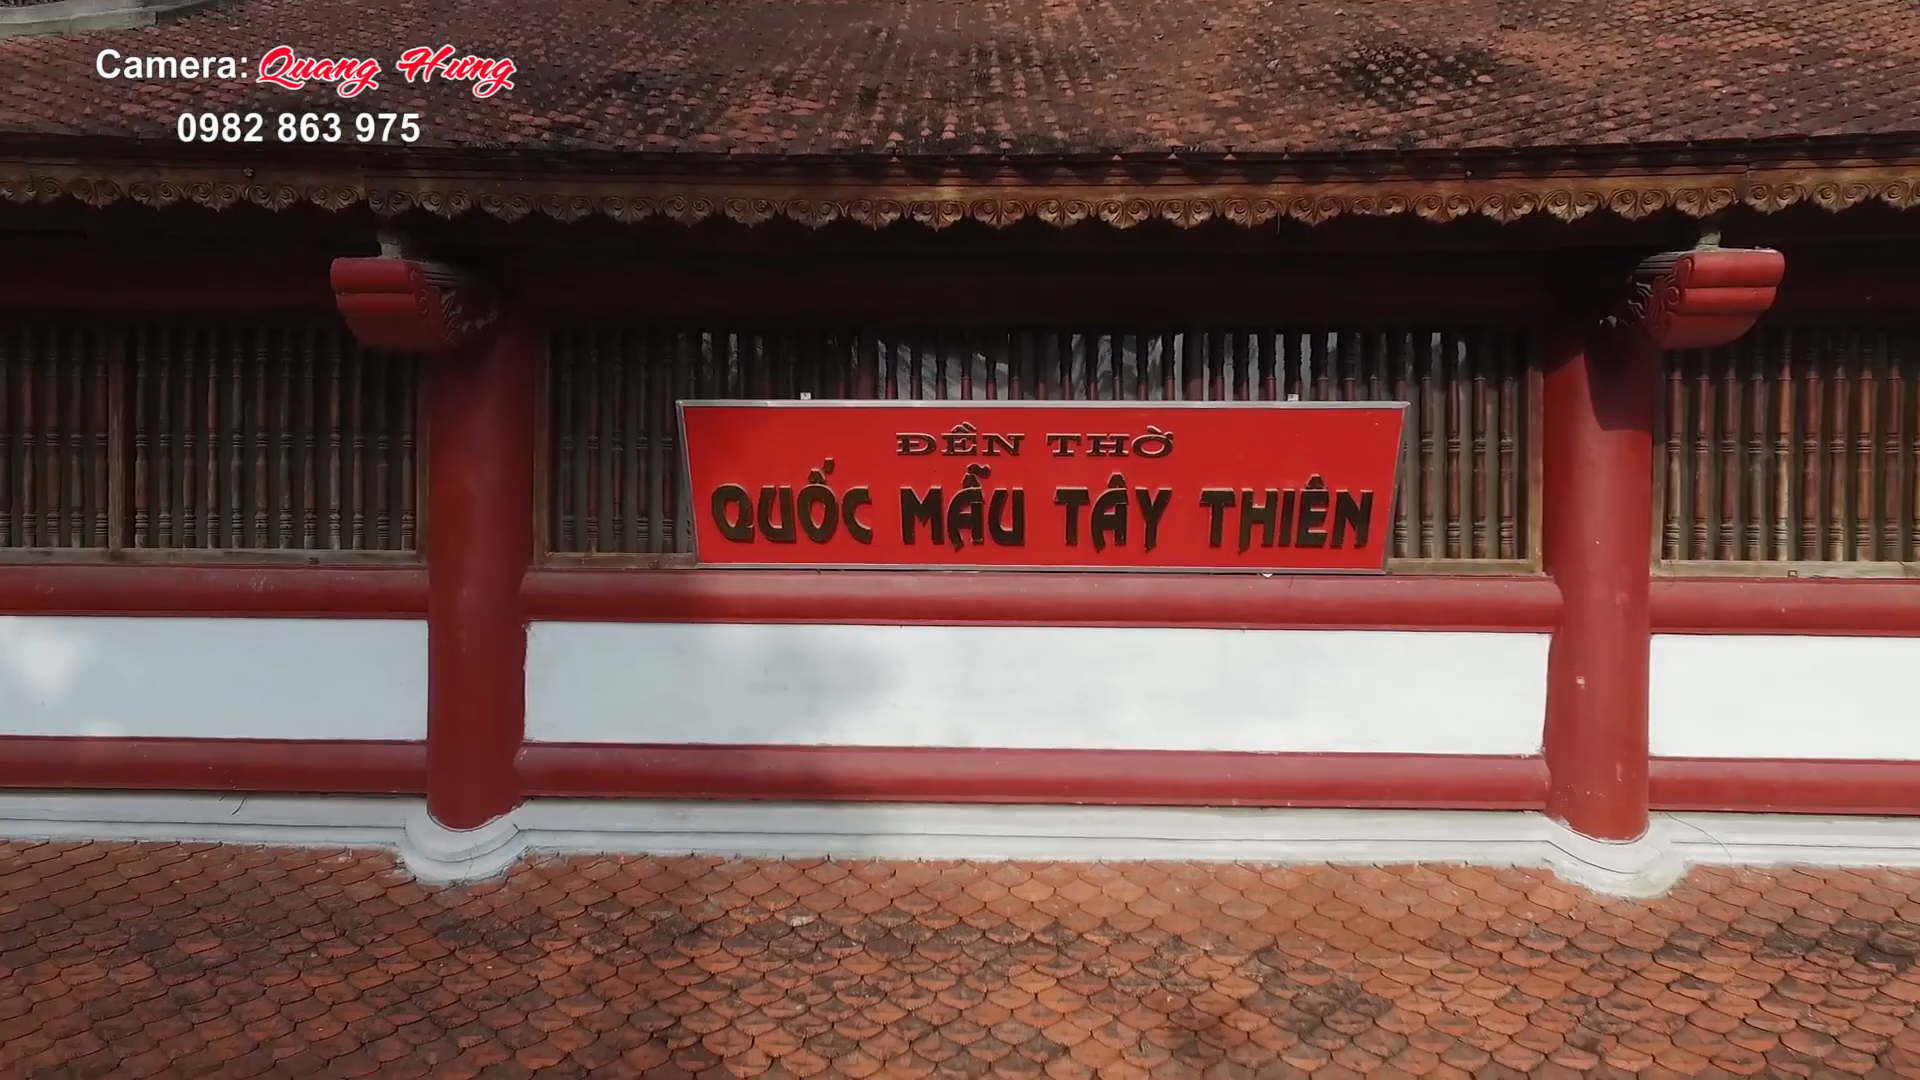 Camera: Quang Hưng
0982 863 975
ĐỀN THỜ
QUỐC MẪU TÂY THIÊN